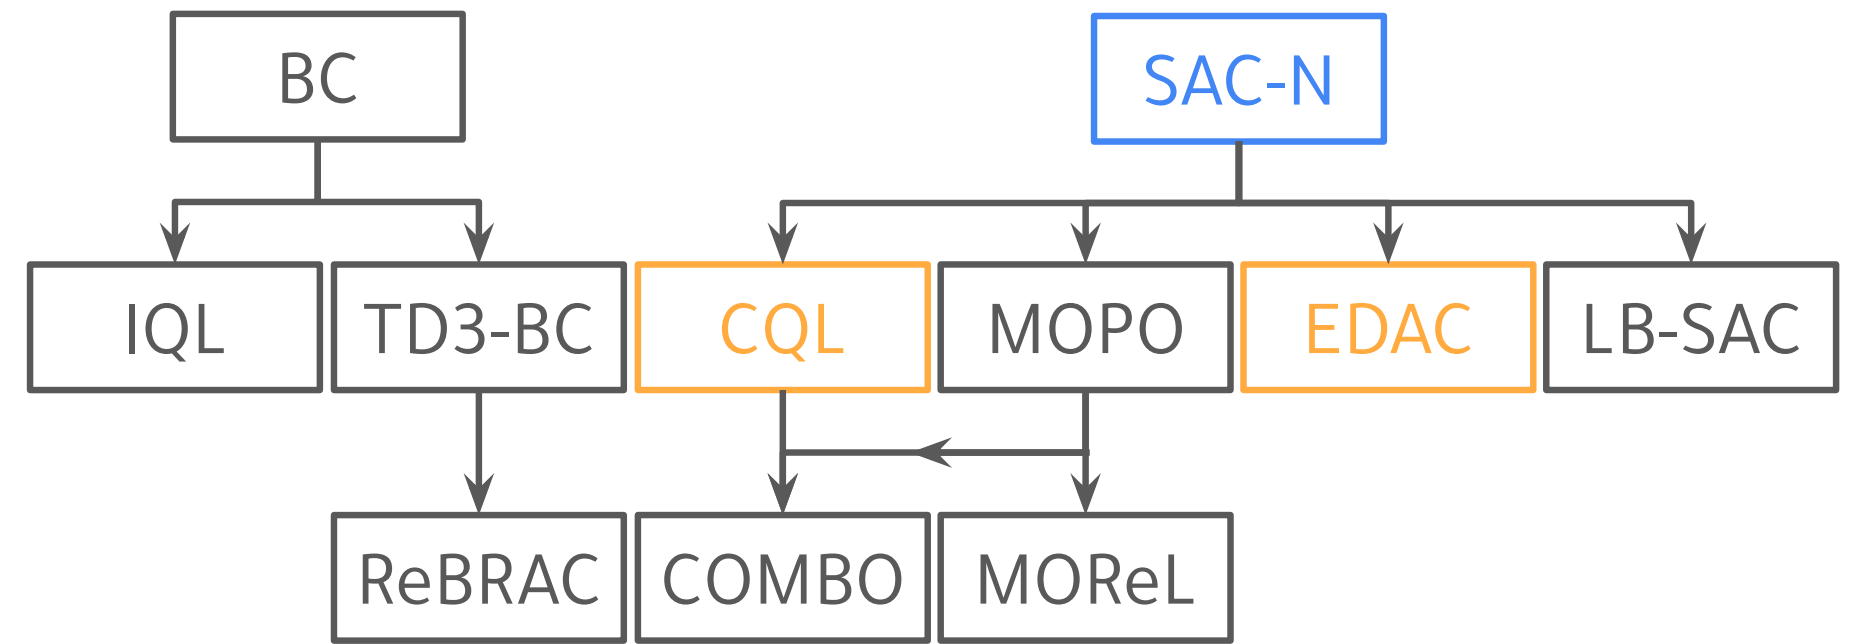 BC
SAC-N
IQL
TD3-BC
CQL
MOPO
EDAC
LB-SAC
ReBRAC
COMBO
MOReL